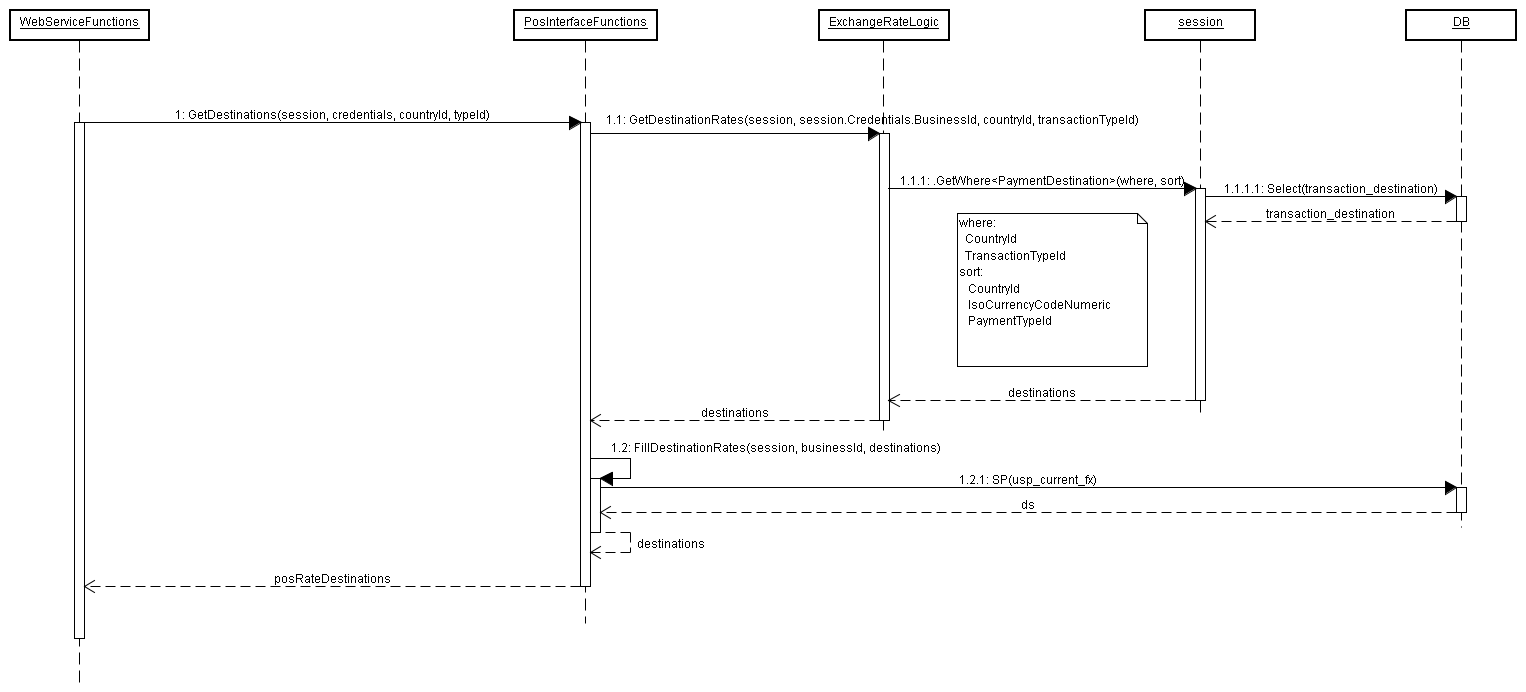 WebServiceFunctions
PosInterfaceFunctions
ExchangeRateLogic
session
DB
1: GetDestinations(session, credentials, countryId, typeId)
1.1: GetDestinationRates(session, session.Credentials.BusinessId, countryId, transactionTypeId)
1.1.1: .GetWhere<PaymentDestination>(where, sort)
1.1.1.1: Select(transaction_destination)
transaction_destination
where:
CountryId
TransactionTypeId
sort:
CountryId
IsoCurrencyCodeNumeric
PaymentTypeId
destinations
destinations
1.2: FillDestinationRates(session, businessId, destinations)
1.2.1: SP(usp_current_fx)
ds
destinations
posRateDestinations